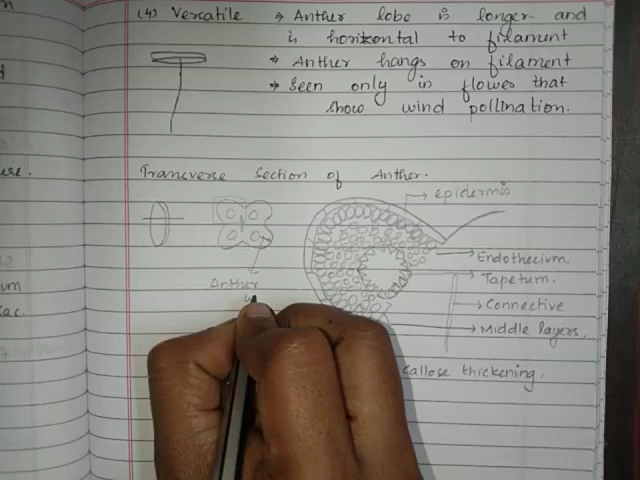 (4) Versatile → Anther lobe is longer and
is horizontal to filament
→ Anther hangs on filament
→ Seen only in flowes that
show wind pollination.
Transverse Section of Anther.
epidermis
Endothecium.
Tapetum.
Connective
Middle layers.
Anther
callose thickening.